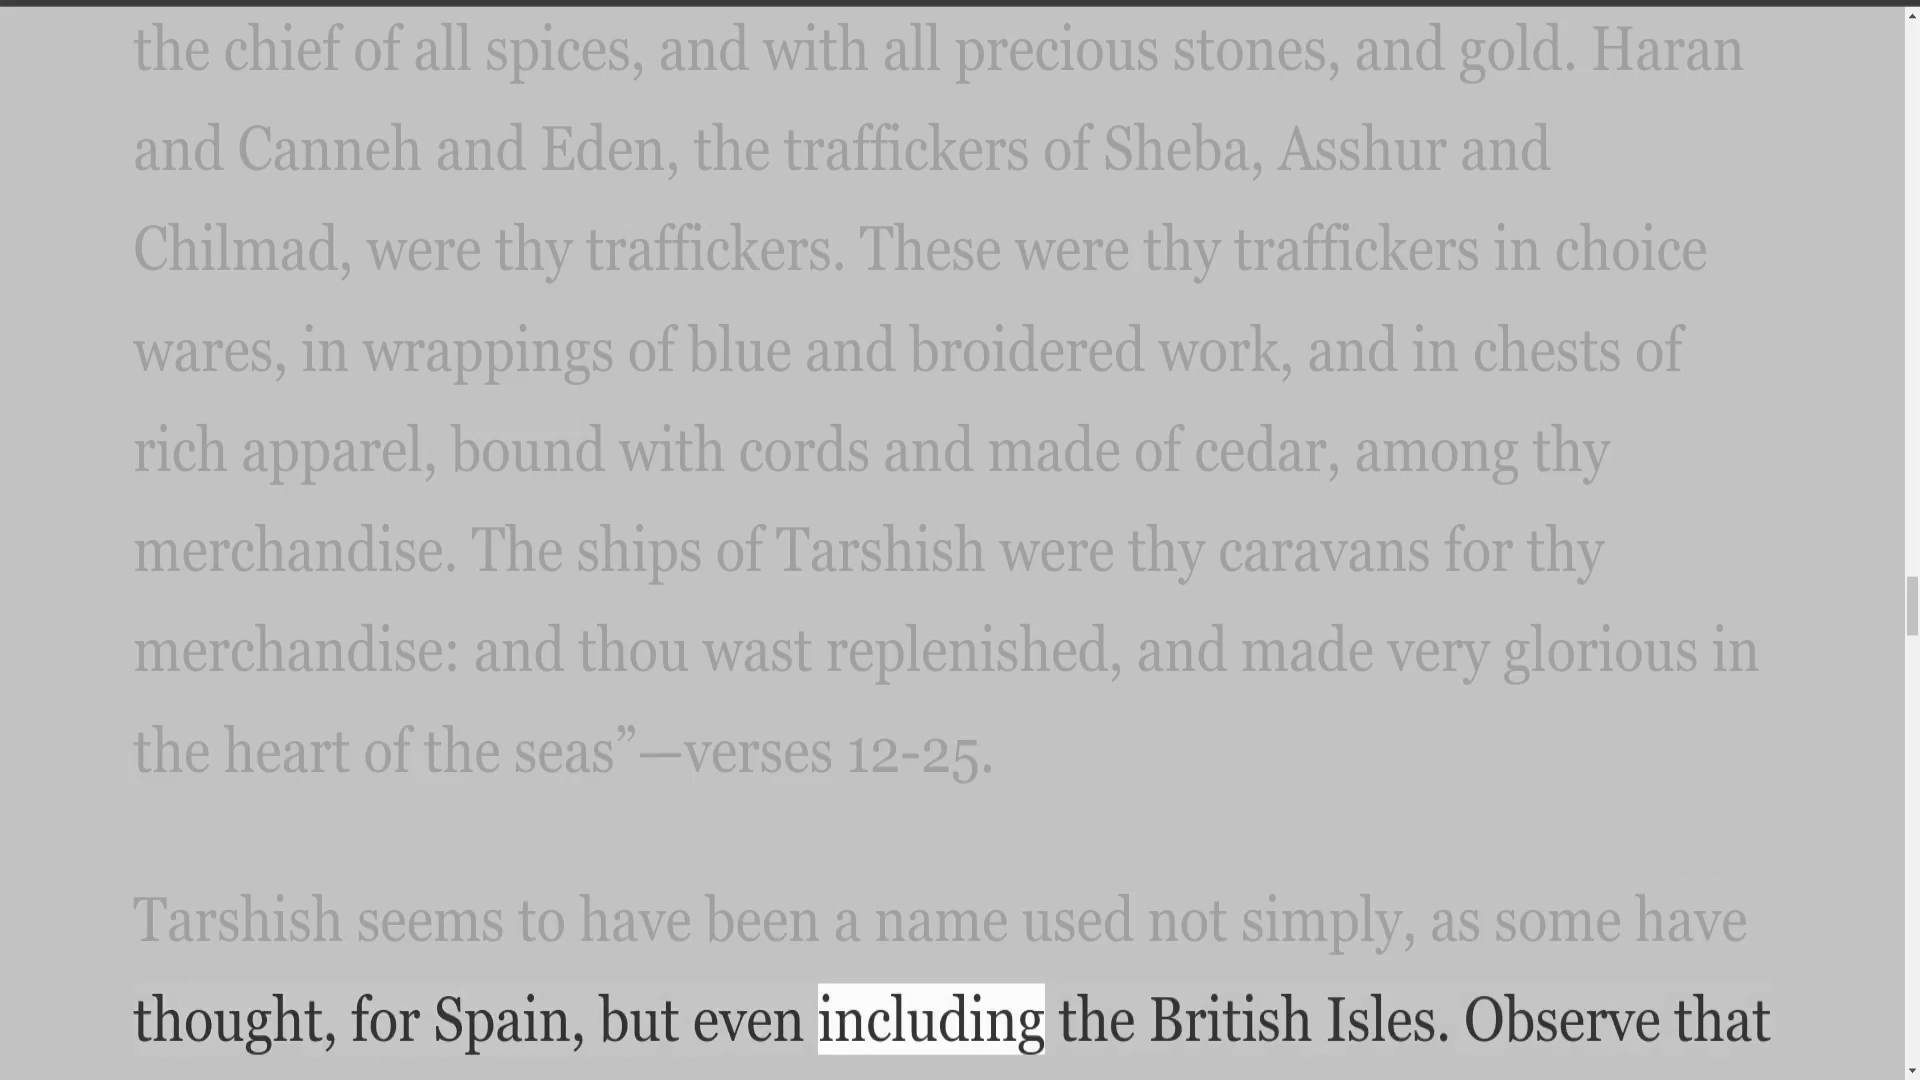 the chief of all spices, and with all precious stones, and gold. Haran
and Canneh and Eden, the traffickers of Sheba, Asshur and
Chilmad, were thy traffickers. These were thy traffickers in choice
wares, in wrappings of blue and broidered work, and in chests of
rich apparel, bound with cords and made of cedar, among thy
merchandise. The ships of Tarshish were thy caravans for thy
merchandise: and thou wast replenished, and made very glorious in
the heart of the seas”—verses 12-25.
Tarshish seems to have been a name used not simply, as some have
thought, for Spain, but even including the British Isles. Observe that